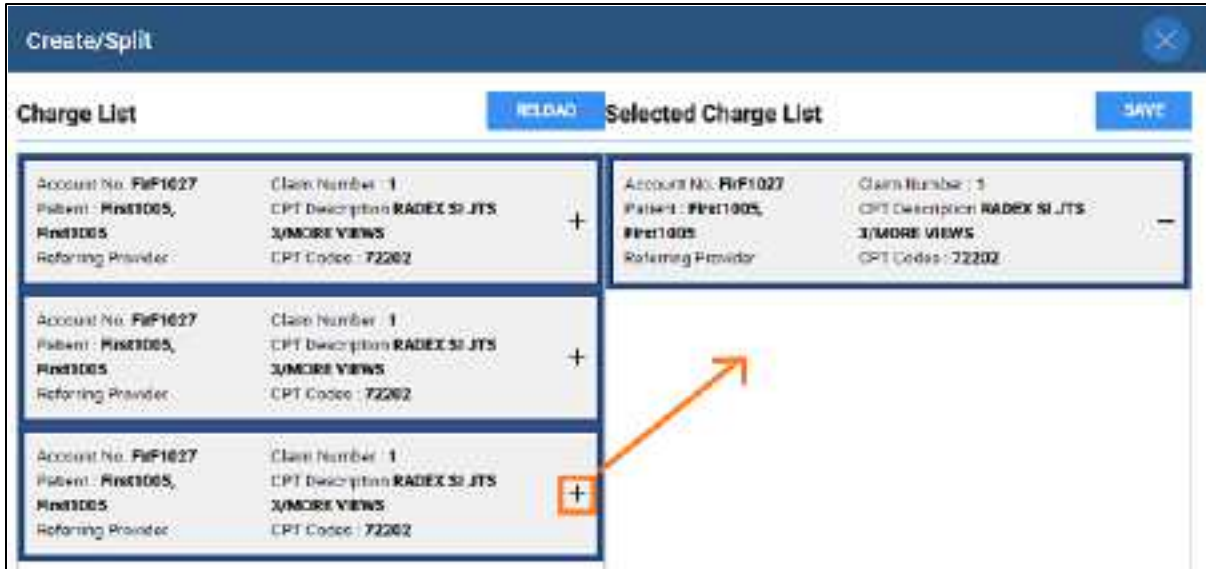 Create/Split
Charge List
RELOAD
Selected Charge List
SAVE
Account No. FirF1027
Claim Number : 1
Patient : First1005,
CPT Description RADEX SI JTS
First1005
3/MORE VIEWS
Referring Provider
CPT Codes : 72202
+
Account No. FirF1027
Claim Number : 1
Patient : First1005,
CPT Description RADEX SI JTS
First1005
3/MORE VIEWS
Referring Provider
CPT Codes : 72202
+
Account No. FirF1027
Claim Number : 1
Patient : First1005,
CPT Description RADEX SI JTS
First1005
3/MORE VIEWS
Referring Provider
CPT Codes : 72202
+
Account No. FirF1027
Claim Number : 1
Patient : First1005,
CPT Description RADEX SI JTS
First1005
3/MORE VIEWS
Referring Provider
CPT Codes : 72202
−